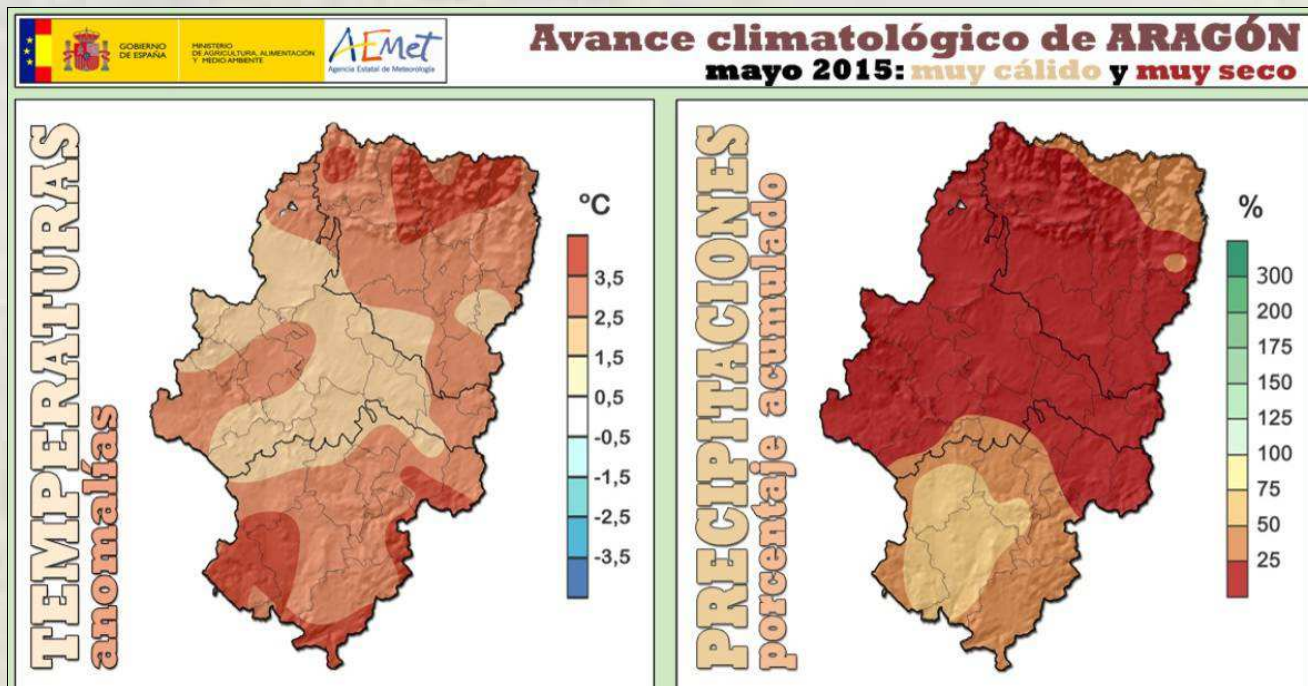 GOBIERNO
DE ESPAÑA
MINISTERIO
DE AGRICULTURA, ALIMENTACIÓN
Y MEDIO AMBIENTE
AEMet
Agencia Estatal de Meteorología
Avance climatológico de ARAGÓN
mayo 2015: muy cálido y muy seco
TEMPERATURAS
anomalías
ºC
3,5
2,5
1,5
0,5
-0,5
-1,5
-2,5
-3,5
PRECIPITACIONES
porcentaje acumulado
%
300
200
175
150
125
100
75
50
25